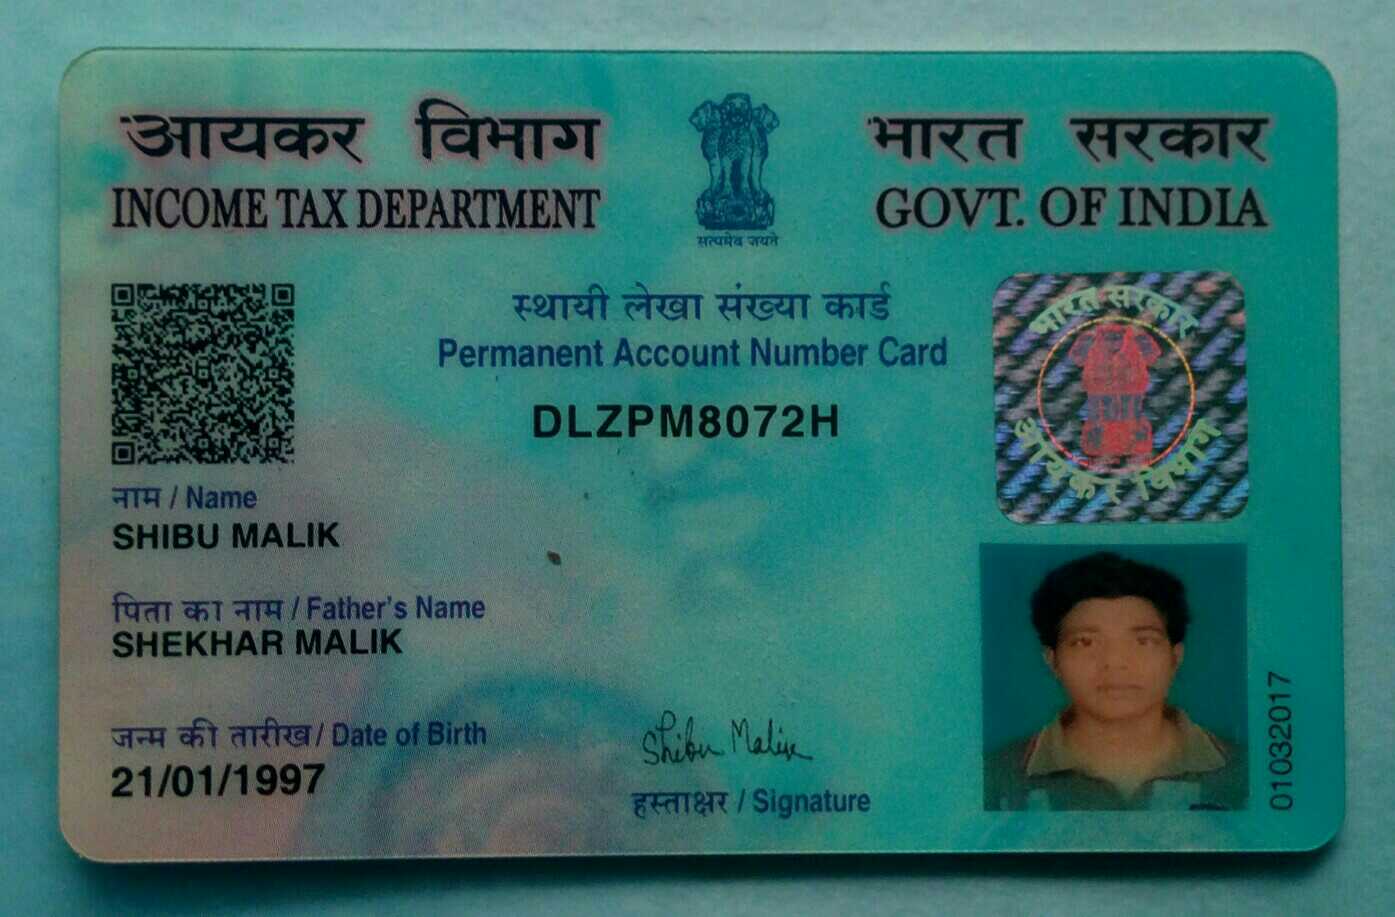 आयकर विभाग
INCOME TAX DEPARTMENT
सत्यमेव जयते
भारत सरकार
GOVT. OF INDIA
स्थायी लेखा संख्या कार्ड
Permanent Account Number Card
DLZPM8072H
भारत सरकार
आयकर विभाग
नाम / Name
SHIBU MALIK
पिता का नाम / Father's Name
SHEKHAR MALIK
जन्म की तारीख / Date of Birth
21/01/1997
Shibu Malik
हस्ताक्षर / Signature
01032017